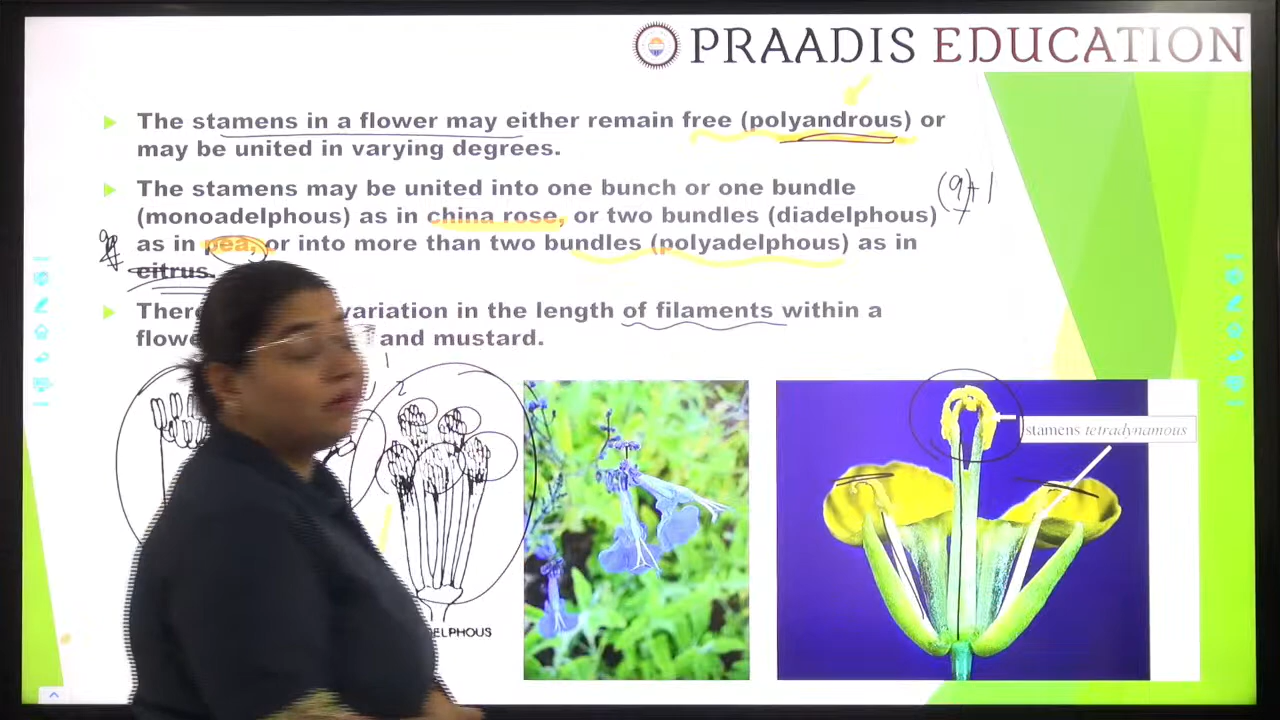 PRAADIS EDUCATION
The stamens in a flower may either remain free (polyandrous) or
may be united in varying degrees.
The stamens may be united into one bunch or one bundle
(9)+1
(monoadelphous) as in china rose, or two bundles (diadelphous)
as in pea, or into more than two bundles (polyadelphous) as in
citrus.
variation in the length of filaments within a
and mustard.
1
2
stamens tetradynamous
ELPHOUS